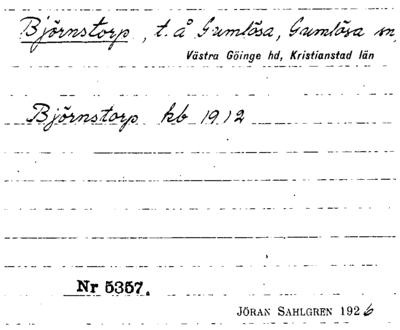 Björnstorp, t. å Gumlösa, Gumlösa sn,
Västra Göinge hd, Kristianstad län
Björnstorp kb 1912
Nr 5357.
JÖRAN SAHLGREN 1926